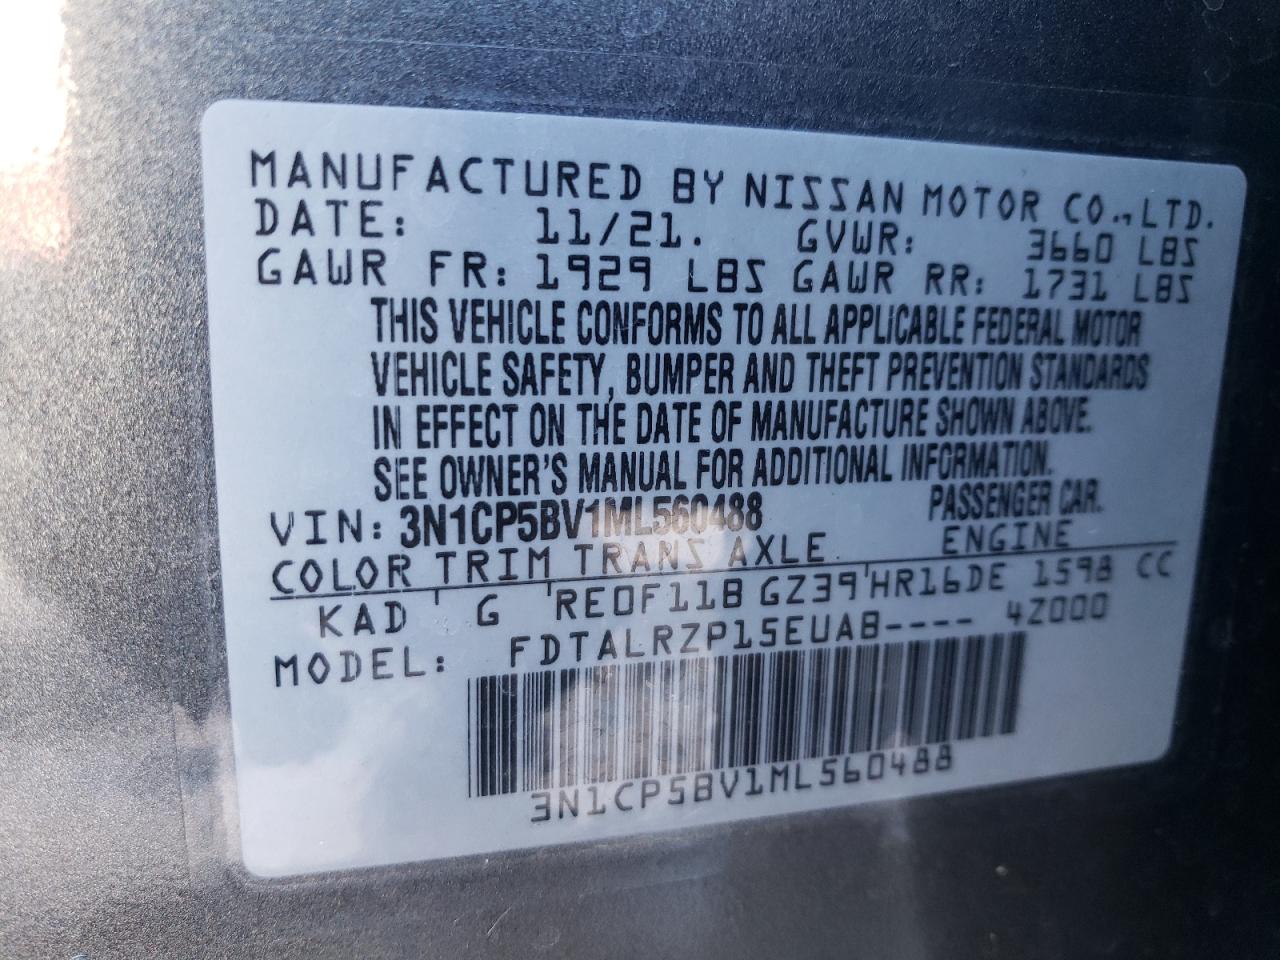 MANUFACTURED BY NISSAN MOTOR CO.,LTD.
DATE: 11/21. GVWR: 3660 LBS
GAWR FR: 1929 LBS GAWR RR: 1731 LBS
THIS VEHICLE CONFORMS TO ALL APPLICABLE FEDERAL MOTOR
VEHICLE SAFETY, BUMPER AND THEFT PREVENTION STANDARDS
IN EFFECT ON THE DATE OF MANUFACTURE SHOWN ABOVE.
SEE OWNER'S MANUAL FOR ADDITIONAL INFORMATION.
VIN: 3N1CP5BV1ML560488 PASSENGER CAR.
COLOR TRIM TRANS AXLE ENGINE
KAD G RE0F11B GZ39 HR16DE 1598 CC
MODEL: FDTALRZP15EUAB---- 4Z000
3N1CP5BV1ML560488